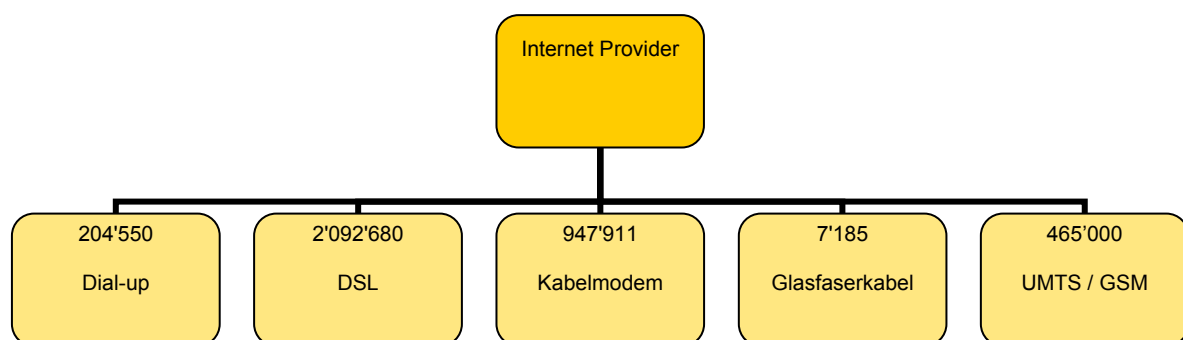 Internet Provider
204'550
Dial-up
2'092'680
DSL
947'911
Kabelmodem
7'185
Glasfaserkabel
465’000
UMTS / GSM